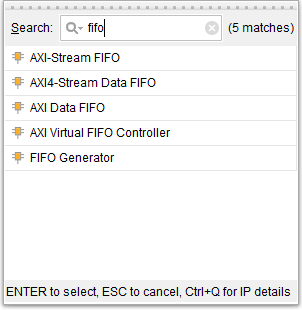 Search: fifo (5 matches)
AXI-Stream FIFO
AXI4-Stream Data FIFO
AXI Data FIFO
AXI Virtual FIFO Controller
FIFO Generator
ENTER to select, ESC to cancel, Ctrl+Q for IP details